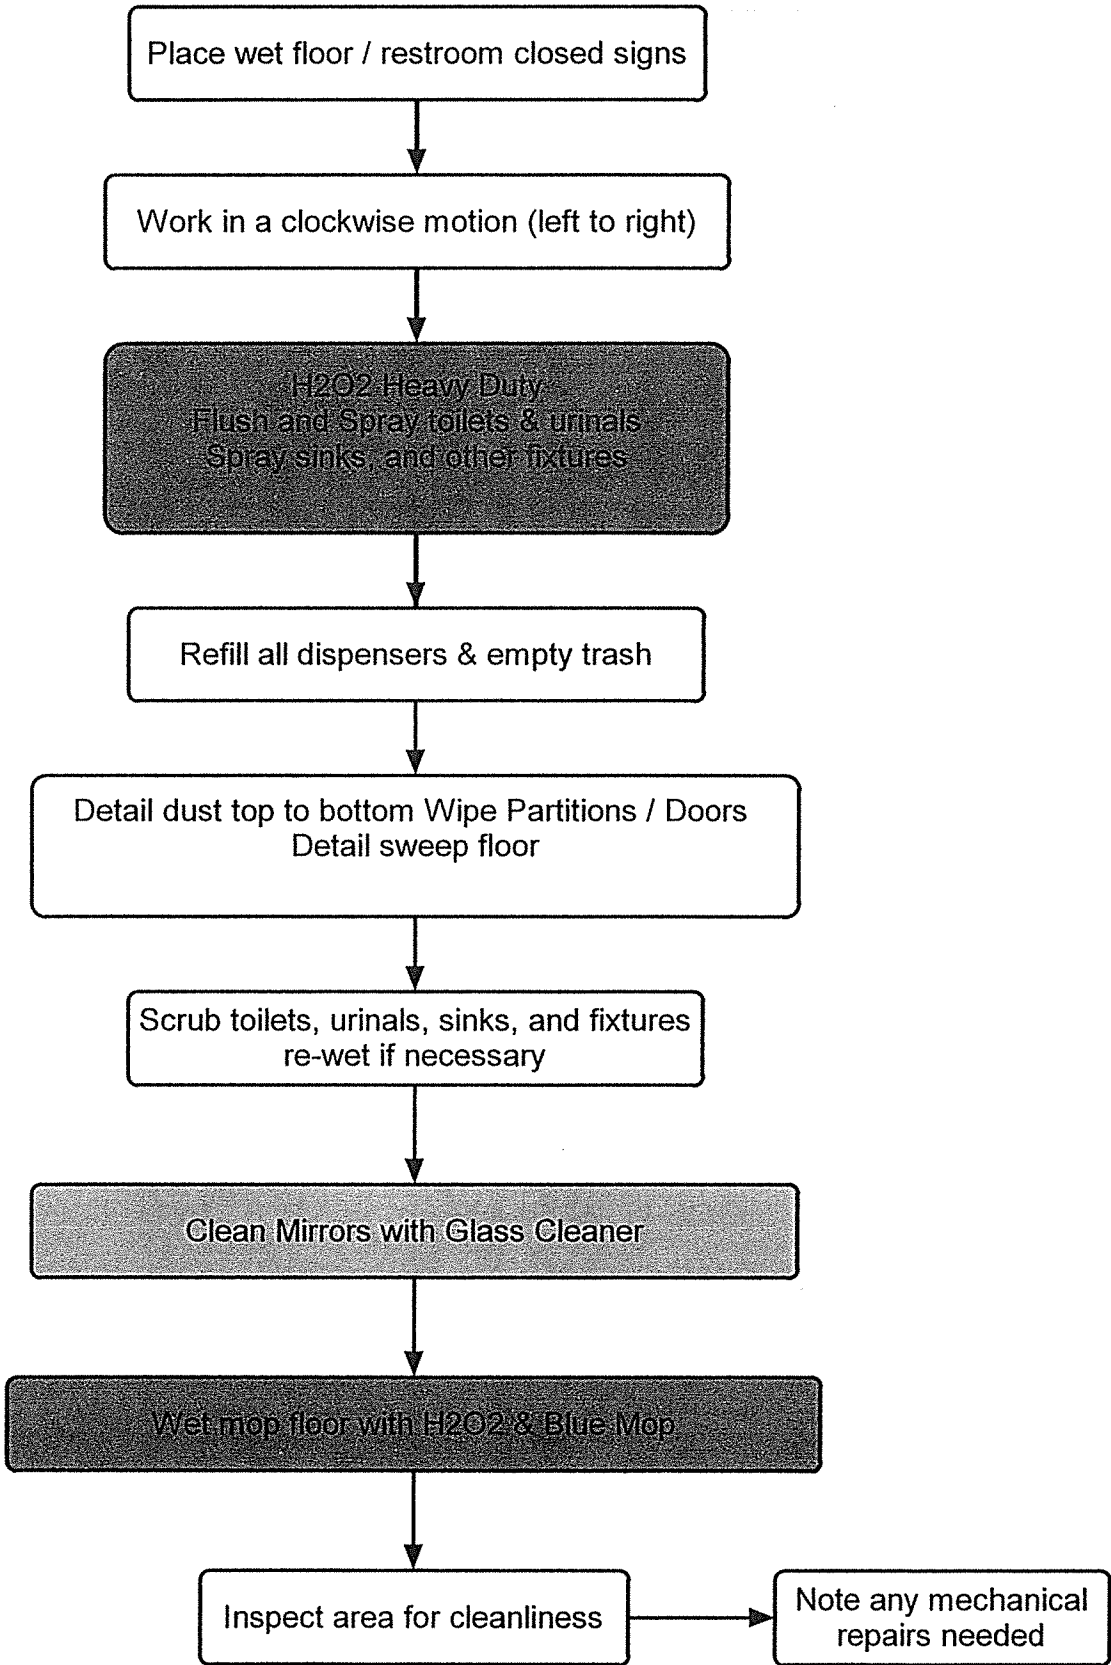 Place wet floor / restroom closed signs
Work in a clockwise motion (left to right)
H2O2 Heavy Duty
Flush and Spray toilets & urinals
Spray sinks, and other fixtures
Refill all dispensers & empty trash
Detail dust top to bottom Wipe Partitions / Doors
Detail sweep floor
Scrub toilets, urinals, sinks, and fixtures
re-wet if necessary
Clean Mirrors with Glass Cleaner
Wet mop floor with H2O2 & Blue Mop
Inspect area for cleanliness
Note any mechanical
repairs needed